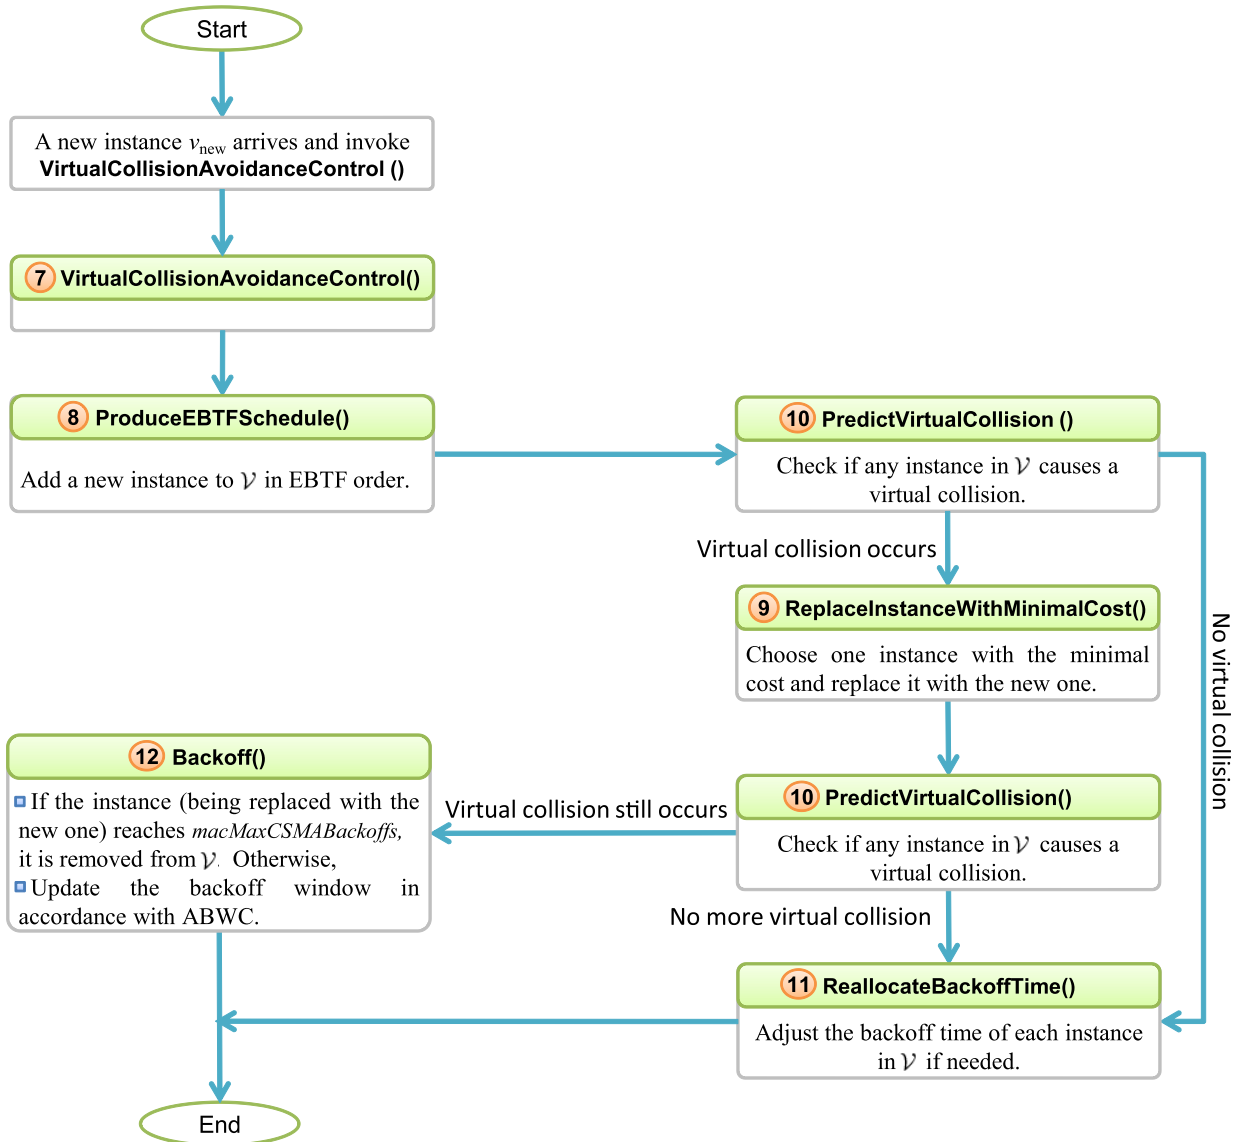 Start
A new instance vnew arrives and invoke
VirtualCollisionAvoidanceControl ()
7 VirtualCollisionAvoidanceControl()
8 ProduceEBTFSchedule()
Add a new instance to 𝒱 in EBTF order.
10 PredictVirtualCollision ()
Check if any instance in 𝒱 causes a
virtual collision.
Virtual collision occurs
No virtual collision
9 ReplaceInstanceWithMinimalCost()
Choose one instance with the minimal
cost and replace it with the new one.
10 PredictVirtualCollision()
Check if any instance in 𝒱 causes a
virtual collision.
Virtual collision still occurs
12 Backoff()
If the instance (being replaced with the
new one) reaches macMaxCSMABackoffs,
it is removed from 𝒱. Otherwise,
Update the backoff window in
accordance with ABWC.
No more virtual collision
11 ReallocateBackoffTime()
Adjust the backoff time of each instance
in 𝒱 if needed.
End